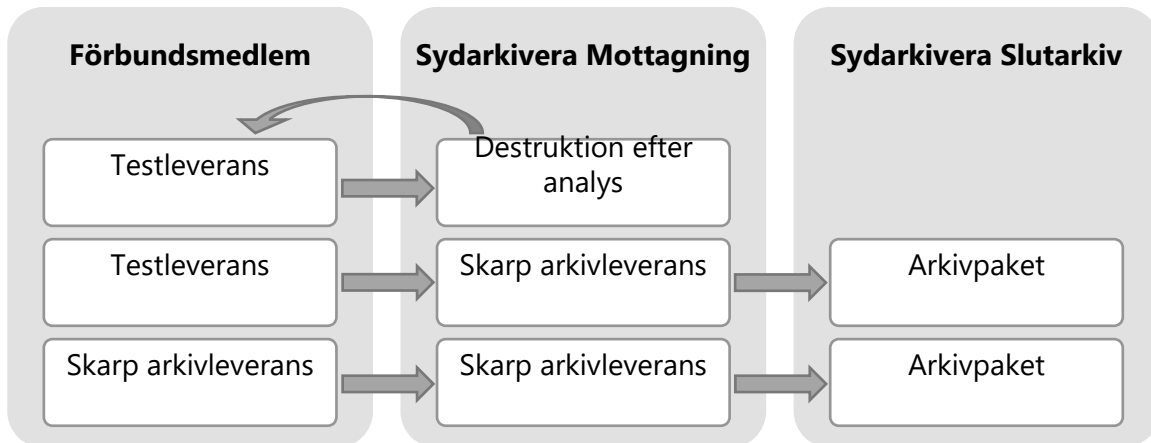 Förbundsmedlem
Sydarkivera Mottagning
Sydarkivera Slutarkiv
Testleverans
Destruktion efter
analys
Testleverans
Skarp arkivleverans
Arkivpaket
Skarp arkivleverans
Skarp arkivleverans
Arkivpaket